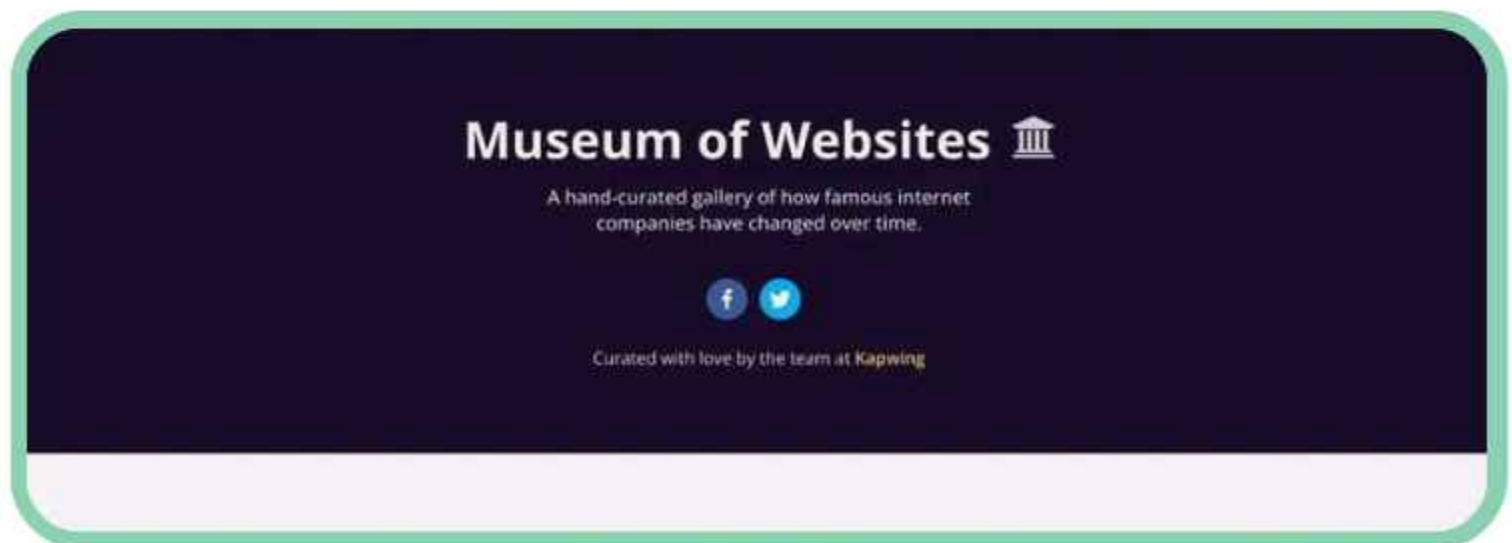 Museum of Websites
A hand-curated gallery of how famous internet
companies have changed over time.
Curated with love by the team at Kapwing